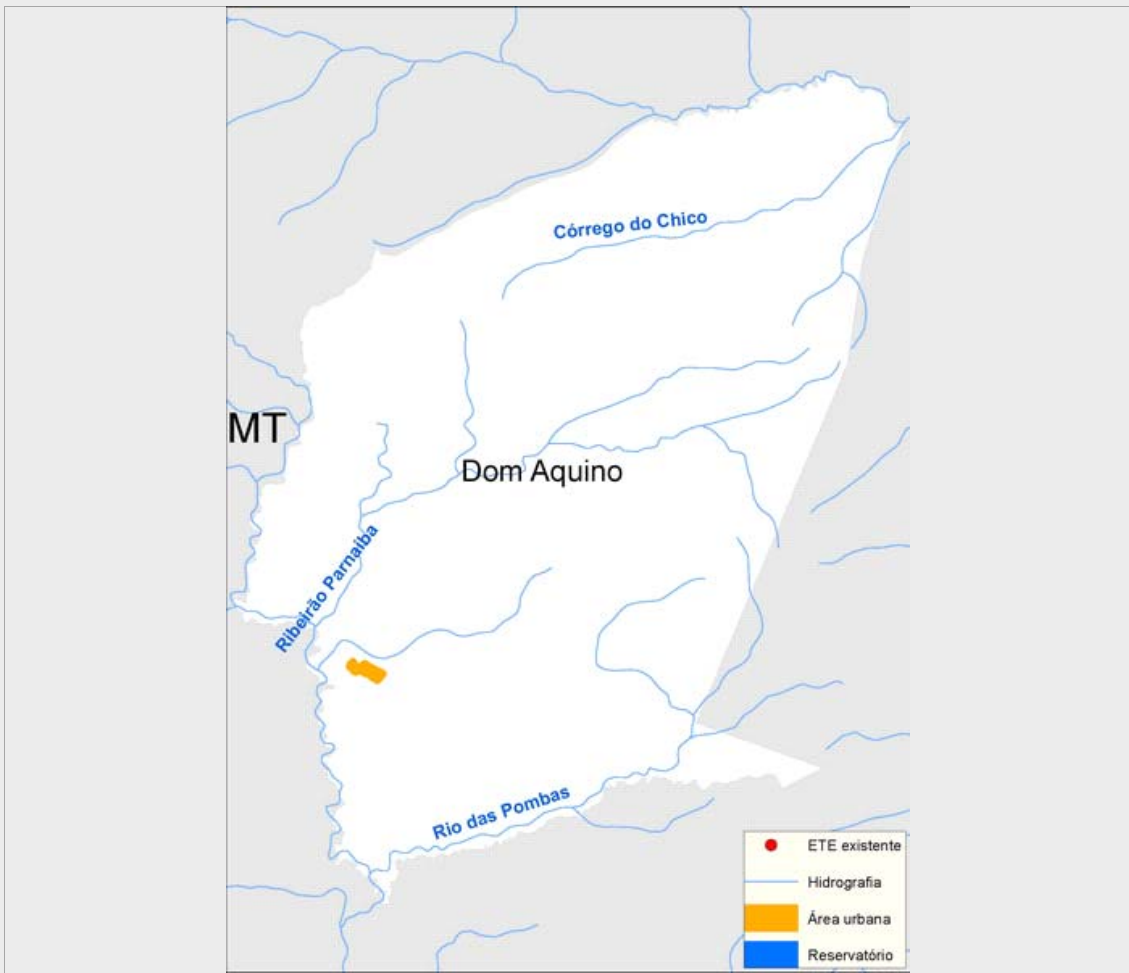 Córrego do Chico
MT
Dom Aquino
Ribeirão Parnaíba
Rio das Pombas
ETE existente
Hidrografia
Área urbana
Reservatório